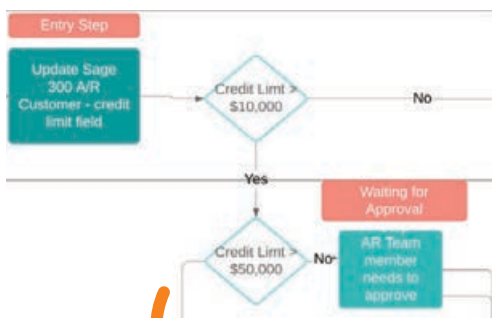 Entry Step
Update Sage
300 A/R
Customer - credit
limit field
Credit Limt >
$10,000
No
Yes
Waiting for
Approval
Credit Limt >
$50,000
No
AR Team
member
needs to
approve